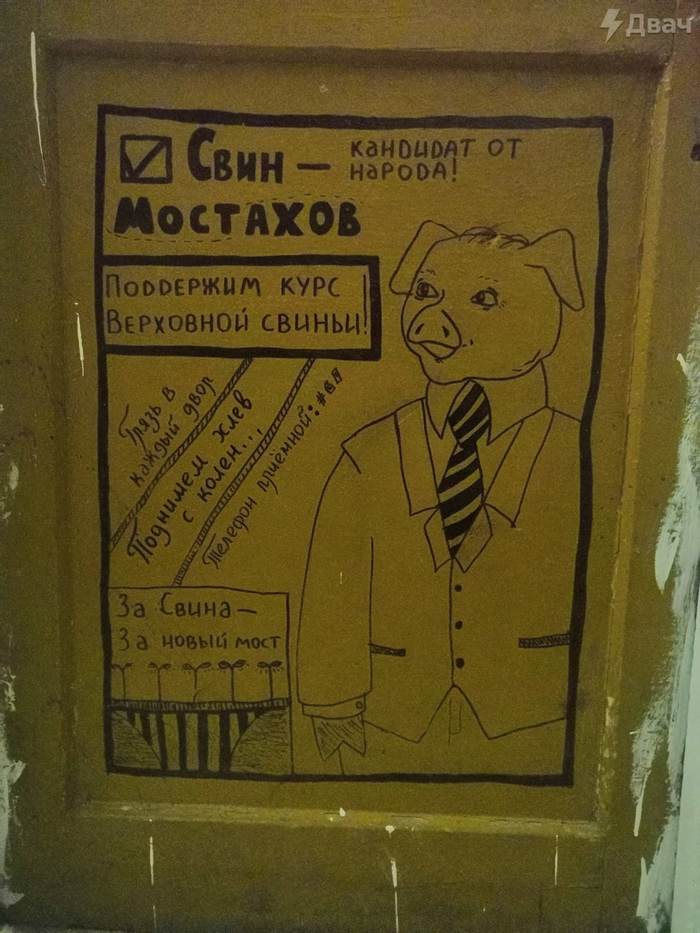 Двач
Свин — кандидат от
народа!
Мостахов
Поддержим курс
Верховной свиньи!
Грязь в
каждый двор
Поднимем хлев
с колен...,
Телефон приёмной:
За Свина —
За новый мост